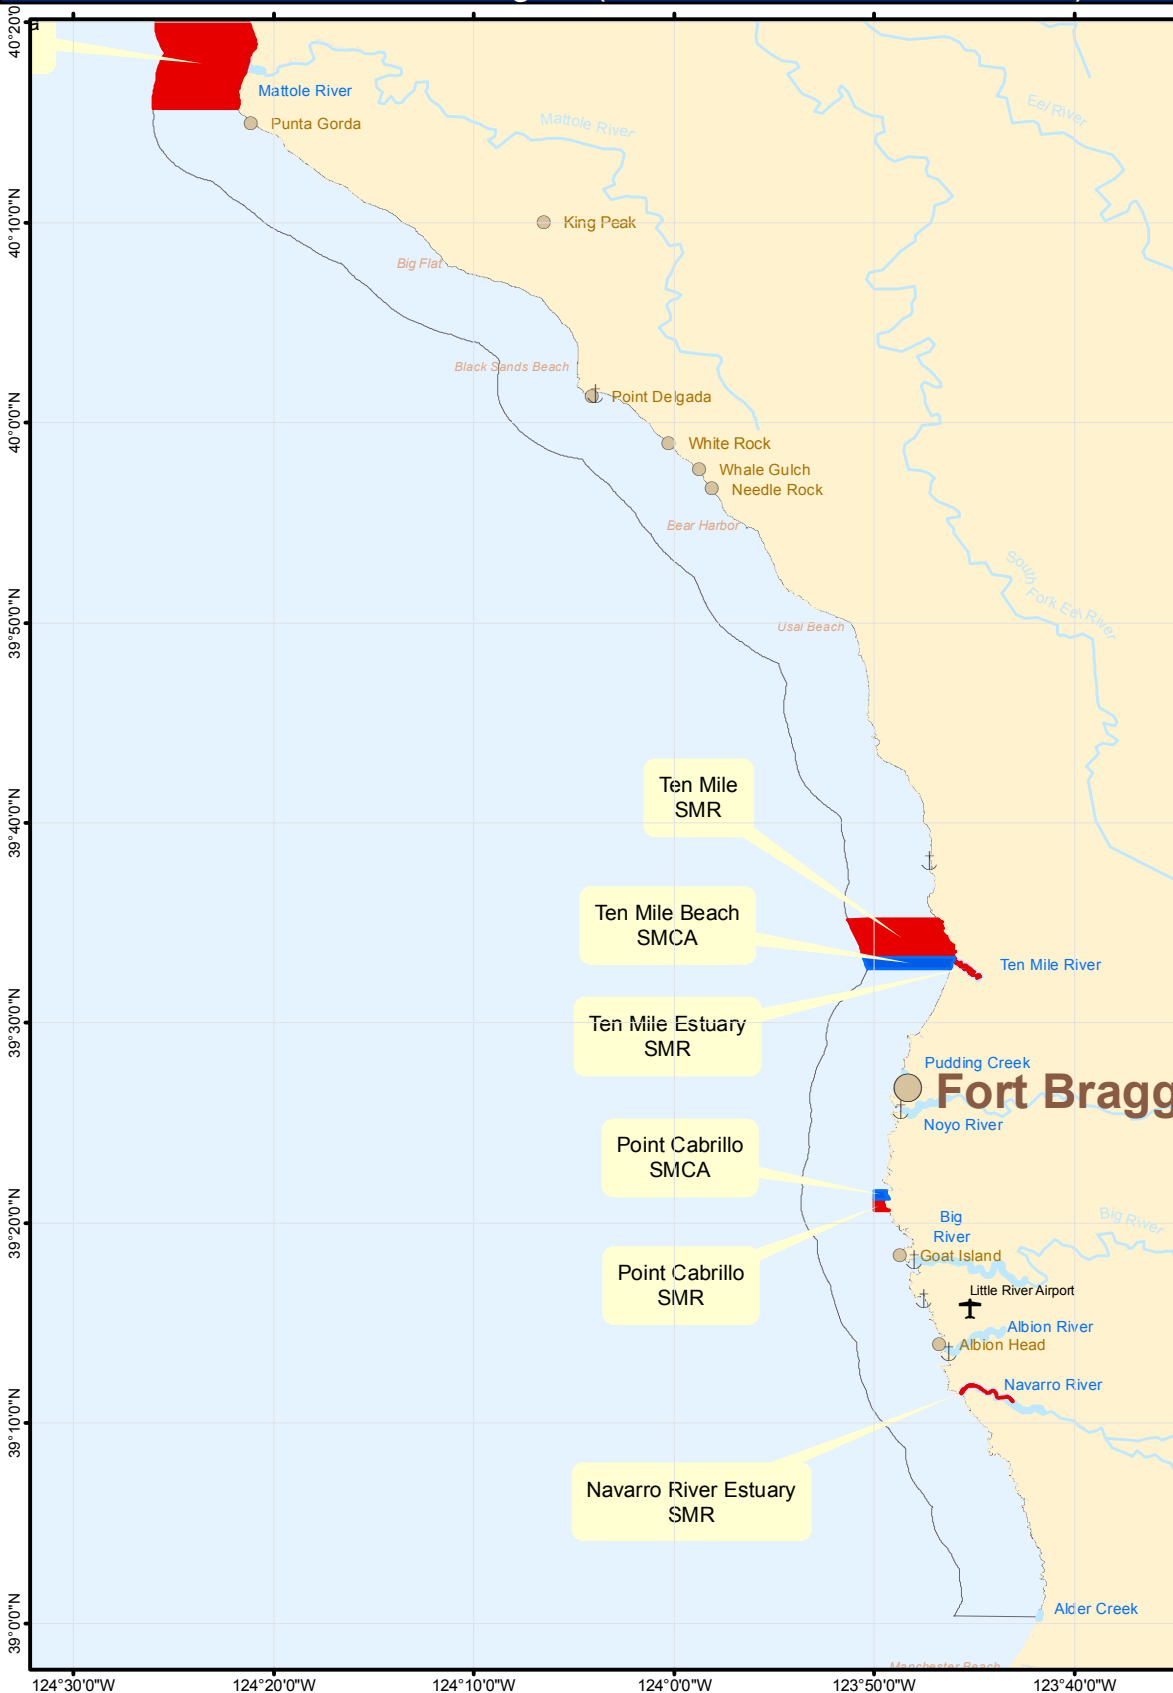 a
40°20'0
Mattole River
Punta Gorda
Mattole River
Eel River
40°10'0"N
King Peak
Big Flat
Black Sands Beach
Point Delgada
40°0'0"N
White Rock
Whale Gulch
Needle Rock
Bear Harbor
South
Fork Eel River
39°50'0"N
Usal Beach
Ten Mile
SMR
39°40'0"N
Ten Mile Beach
SMCA
Ten Mile River
39°30'0"N
Ten Mile Estuary
SMR
Pudding Creek
Fort Bragg
Noyo River
Point Cabrillo
SMCA
39°20'0"N
Big
River
Big River
Goat Island
Point Cabrillo
SMR
Little River Airport
Albion River
Albion Head
Navarro River
39°10'0"N
Navarro River Estuary
SMR
39°0'0"N
Alder Creek
Manchester Beach
124°30'0"W
124°20'0"W
124°10'0"W
124°0'0"W
123°50'0"W
123°40'0"W